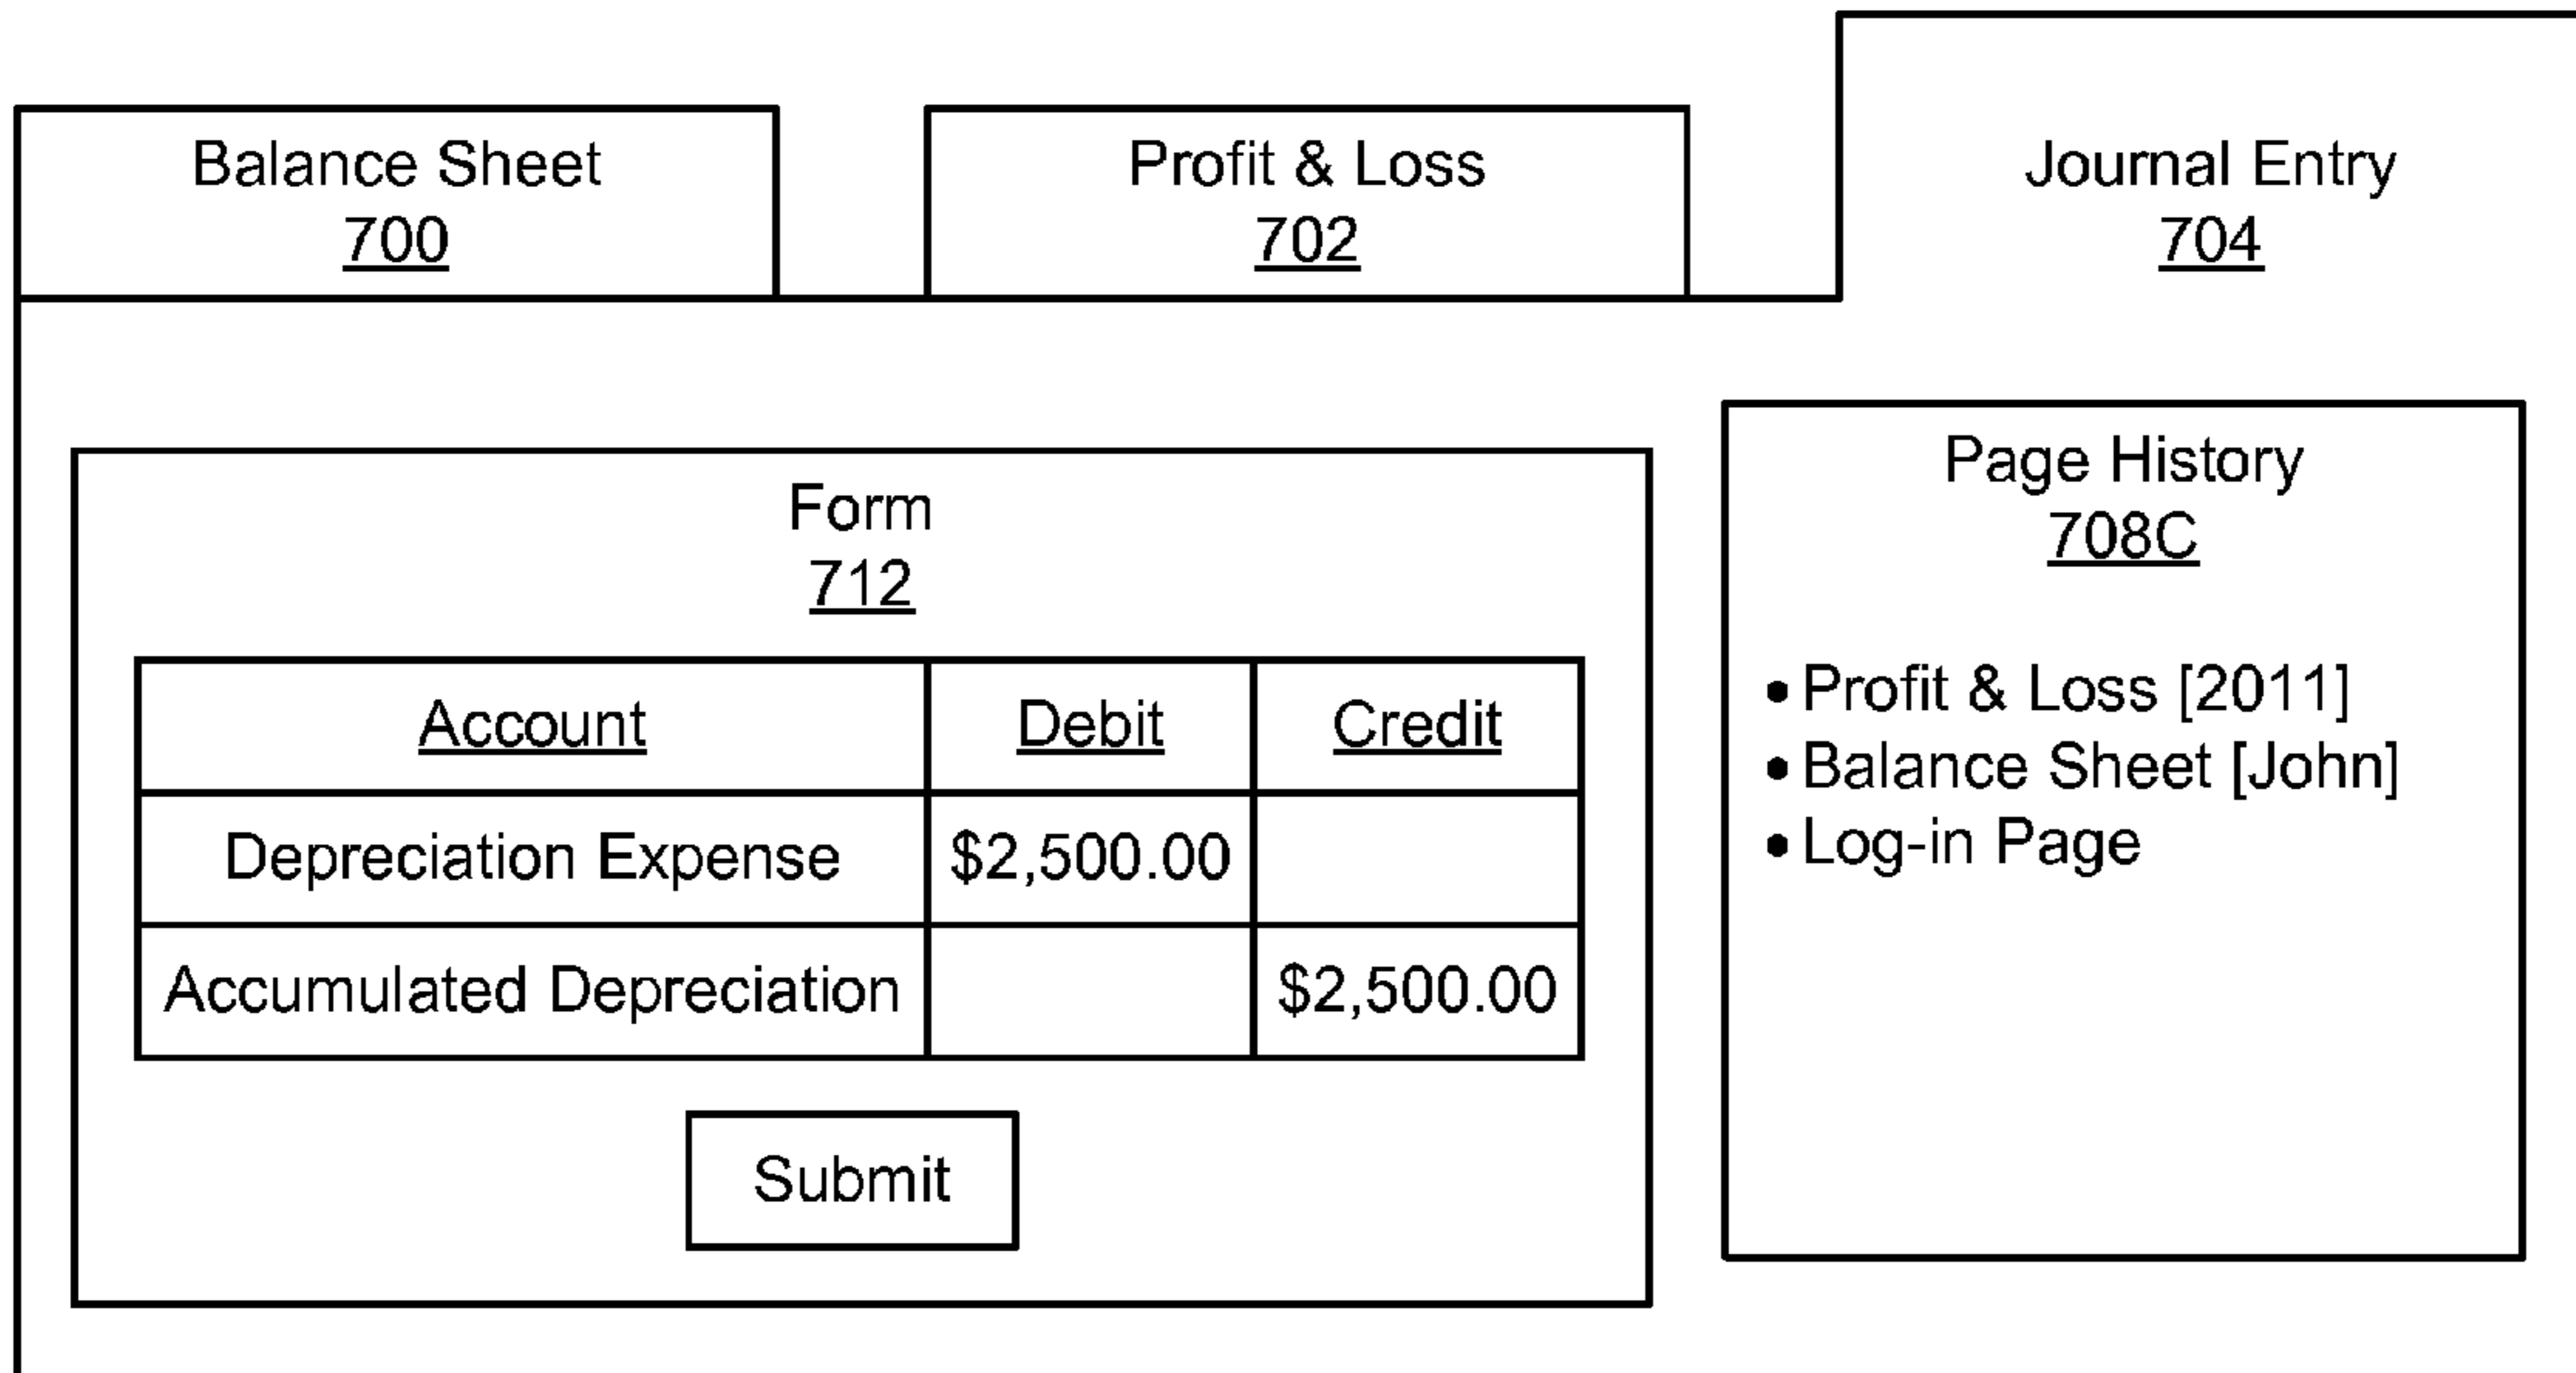 Balance Sheet
700
Profit & Loss
702
Journal Entry
704
Form
712
Account Debit Credit
Depreciation Expense $2,500.00
Accumulated Depreciation $2,500.00
Submit
Page History
708C
• Profit & Loss [2011]
• Balance Sheet [John]
• Log-in Page